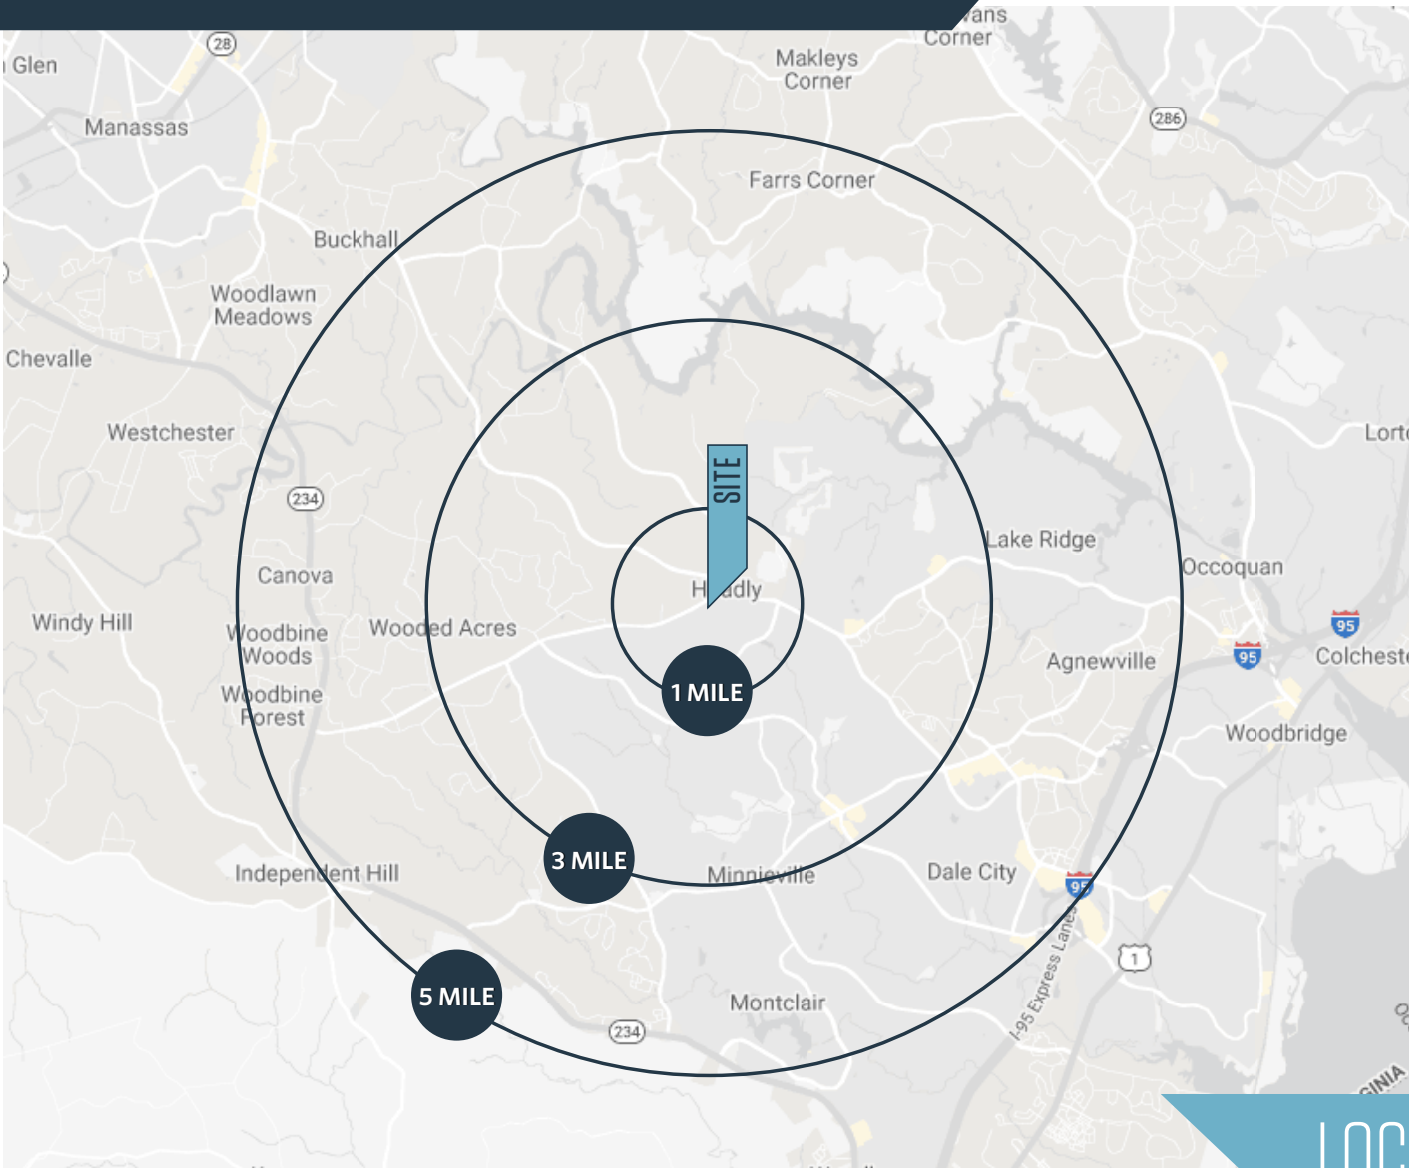 Corner
28
Glen
Makleys
Corner
286
Manassas
Farrs Corner
Buckhall
Woodlawn
Meadows
Chevalle
Westchester
SITE
234
Lake Ridge
Occoquan
Canova
Windy Hill
Woodbine
Woods
Wooded Acres
95
95
Agnewville
Woodbine
Forest
1 MILE
Woodbridge
3 MILE
Minnieville
Dale City
Independent Hill
95
1
5 MILE
Montclair
234
I-95 Express Lanes